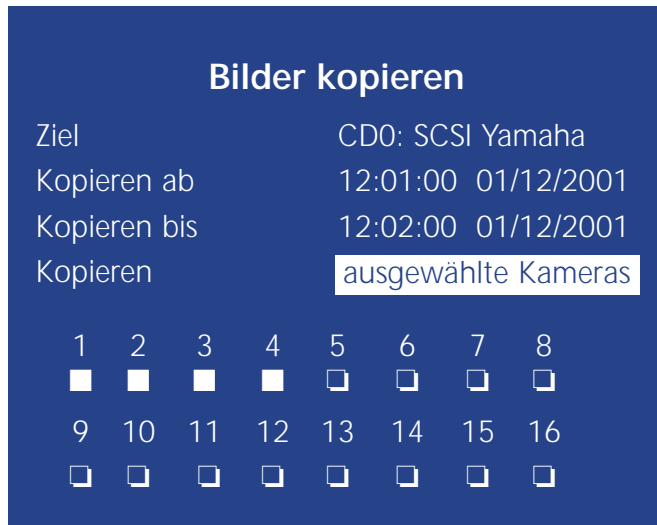 Bilder kopieren
Ziel CD0: SCSI Yamaha
Kopieren ab 12:01:00 01/12/2001
Kopieren bis 12:02:00 01/12/2001
Kopieren ausgewählte Kameras
1 2 3 4 5 6 7 8
9 10 11 12 13 14 15 16